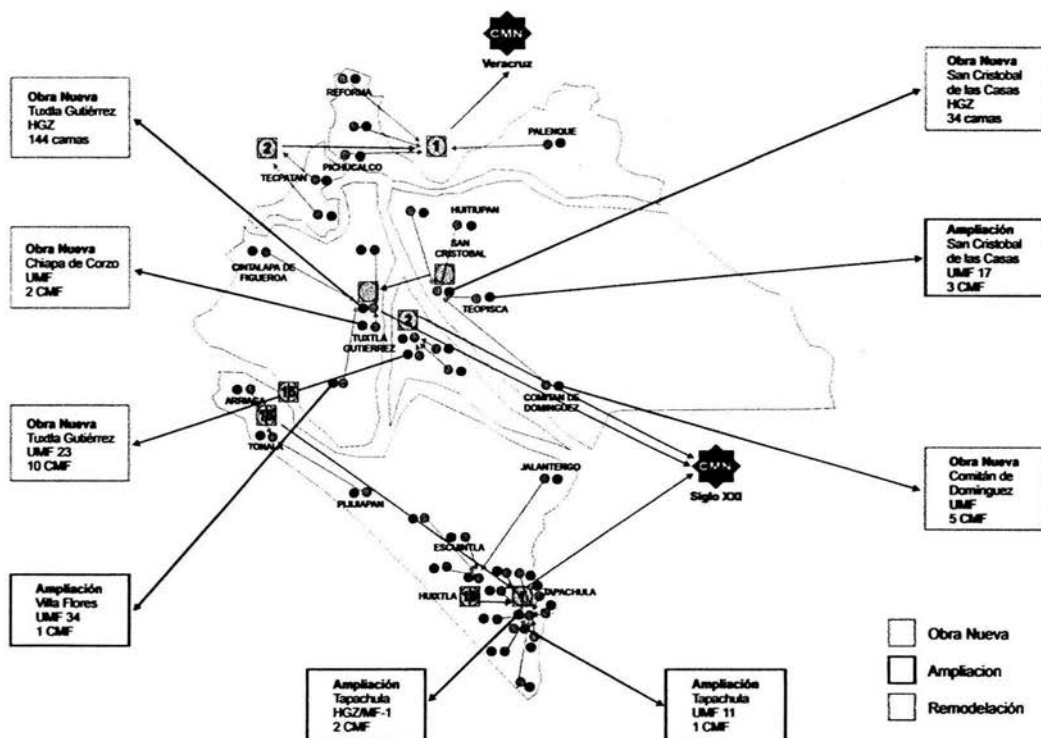 CMN
Veracruz
Obra Nueva
Tuxtla Gutiérrez
HGZ
144 camas
Obra Nueva
San Cristobal
de las Casas
HGZ
34 camas
REFORMA
PALENQUE
2
1
PICHUCALCO
TECPATAN
HUITIUPAN
SAN
CRISTOBAL
Obra Nueva
Chiapa de Corzo
UMF
2 CMF
Ampliación
San Cristobal
de las Casas
UMF 17
3 CMF
CINTALAPA DE
FIGUEROA
TEOPISCA
2
TUXTLA
GUTIERREZ
COMITAN DE
DOMINGUEZ
ARRIAGA
TONALA
Obra Nueva
Tuxtla Gutiérrez
UMF 23
10 CMF
CMN
Siglo XXI
JALANTENGO
Obra Nueva
Comitán de
Domínguez
UMF
5 CMF
PIJIJIAPAN
ESCUINTLA
HUIXTLA
TAPACHULA
Ampliación
Villa Flores
UMF 34
1 CMF
Ampliación
Tapachula
HGZ/MF-1
2 CMF
Ampliación
Tapachula
UMF 11
1 CMF
Obra Nueva
Ampliacion
Remodelación